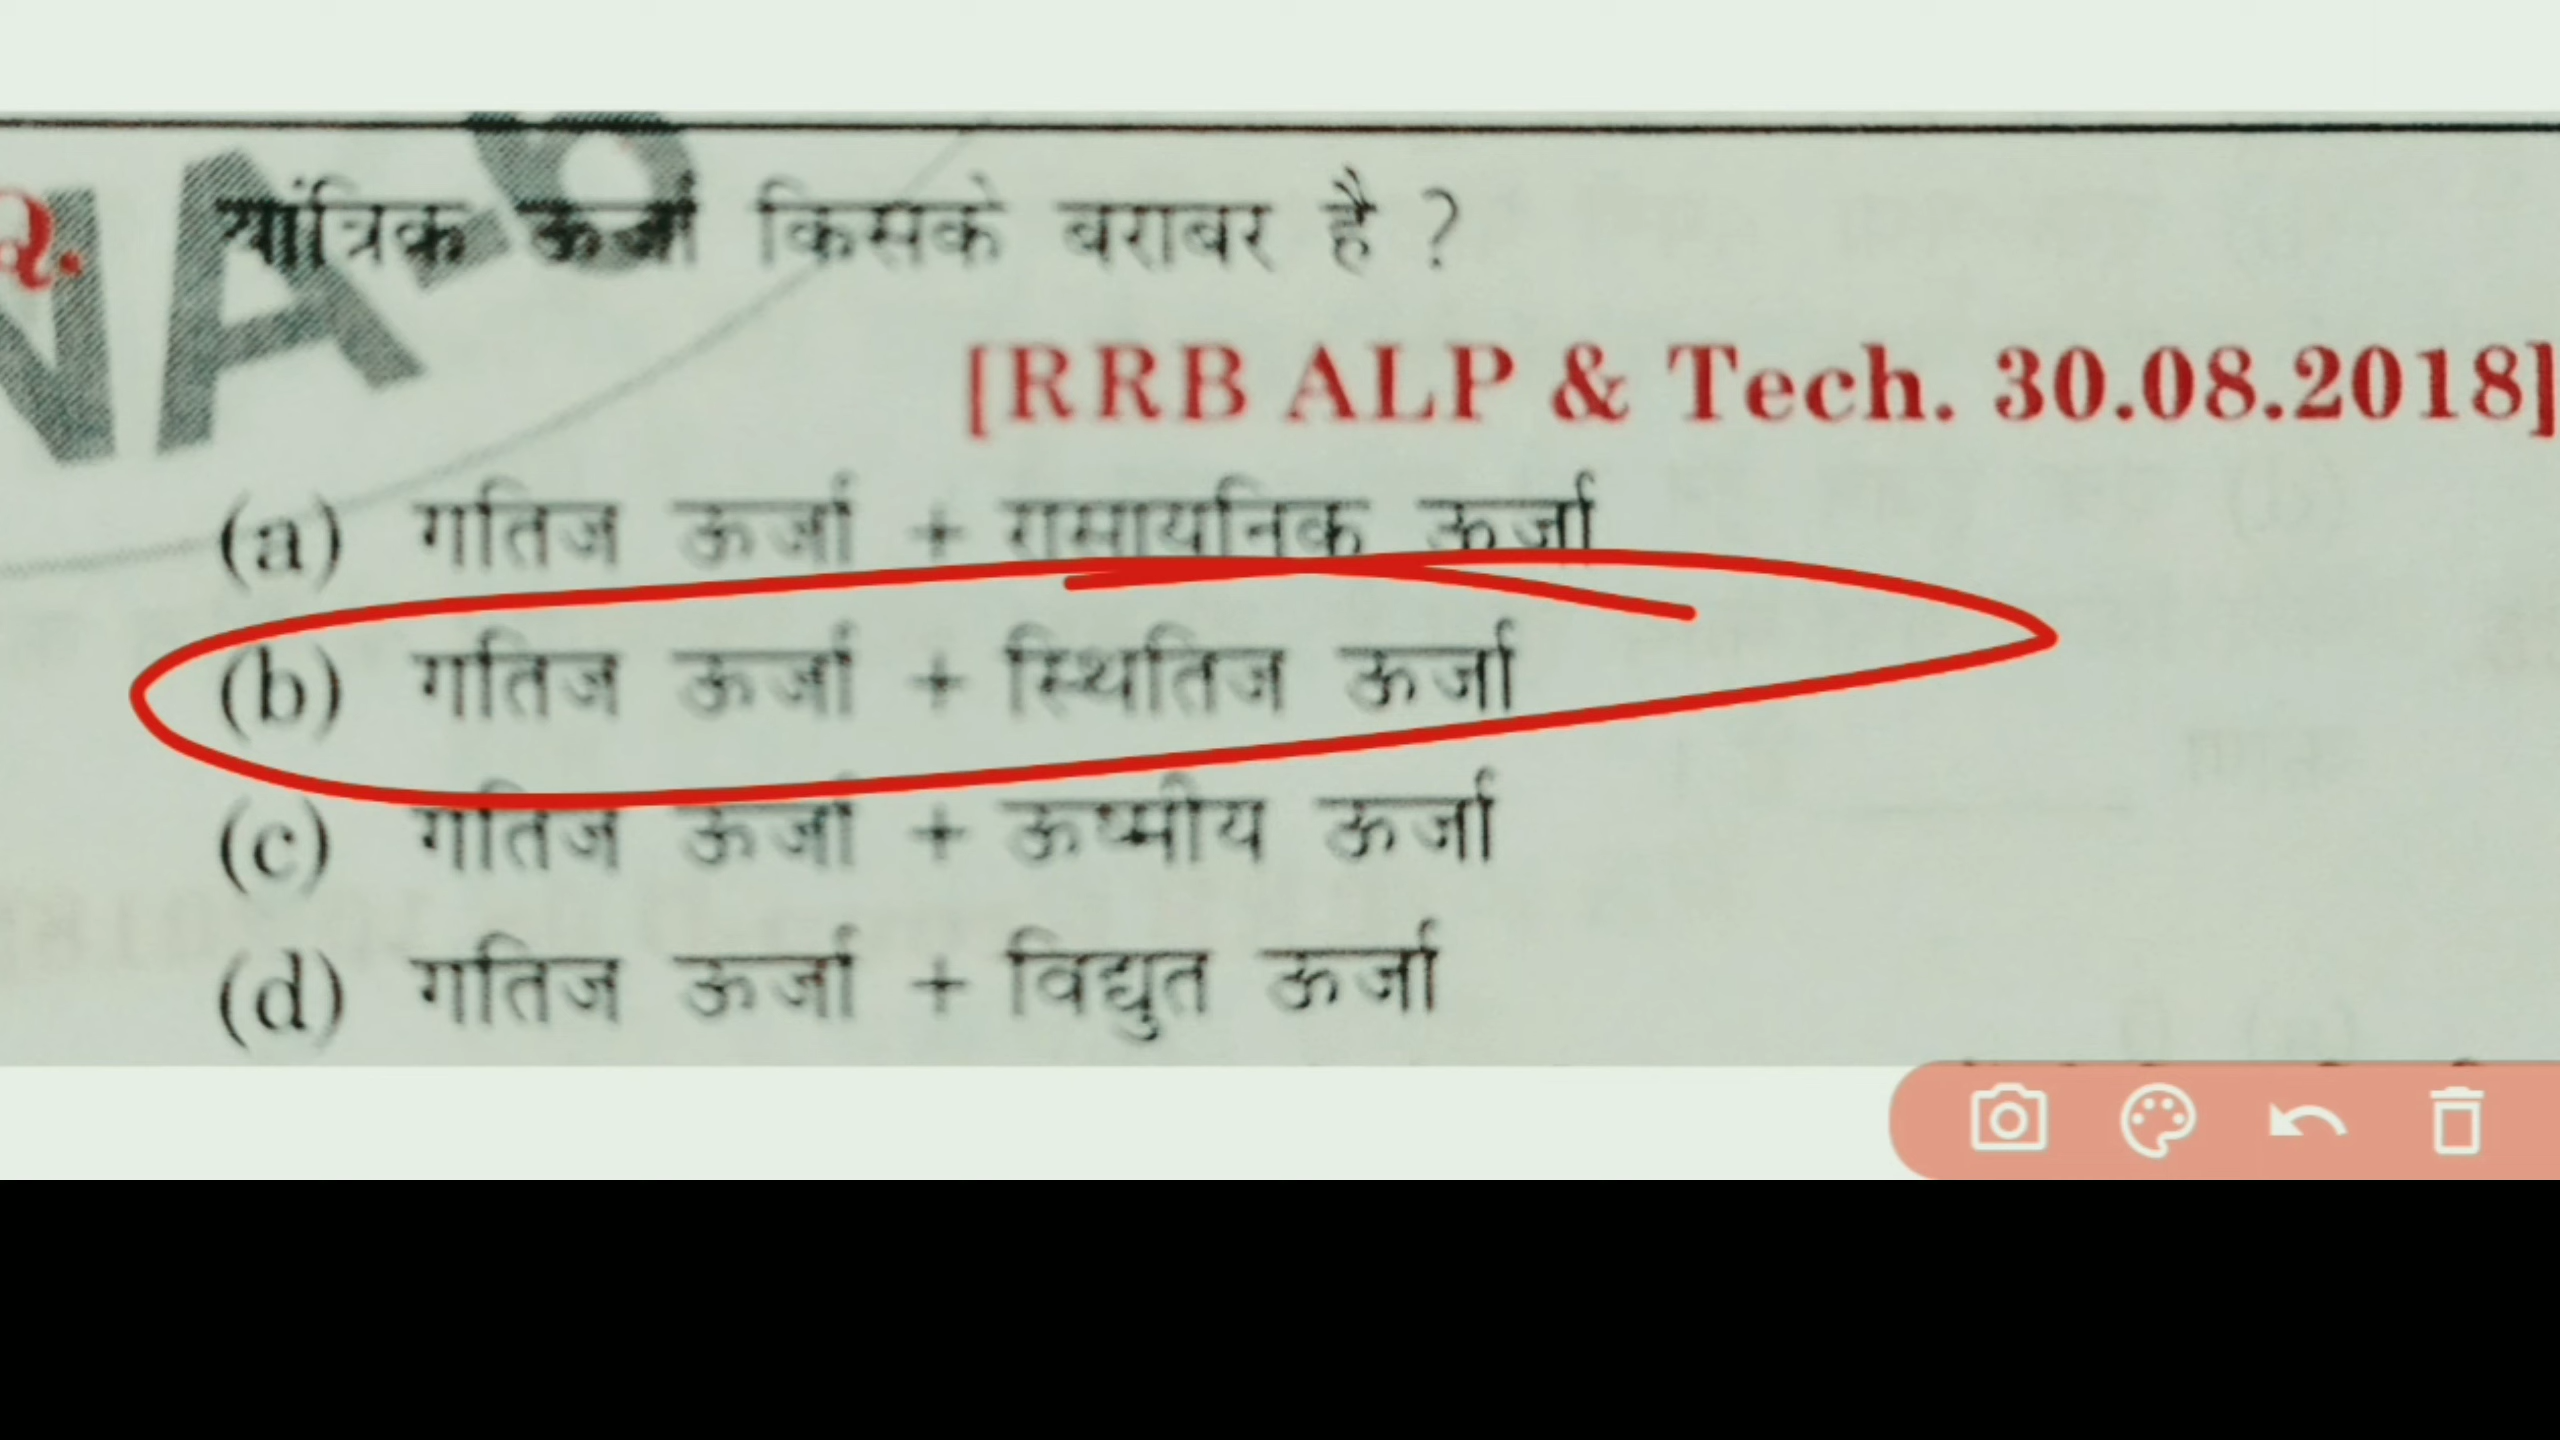 Q. यांत्रिक ऊर्जा किसके बराबर है ?
[RRB ALP & Tech. 30.08.2018]
(a) गतिज ऊर्जा + रासायनिक ऊर्जा
(b) गतिज ऊर्जा + स्थितिज ऊर्जा
(c) गतिज ऊर्जा + ऊष्मीय ऊर्जा
(d) गतिज ऊर्जा + विद्युत ऊर्जा